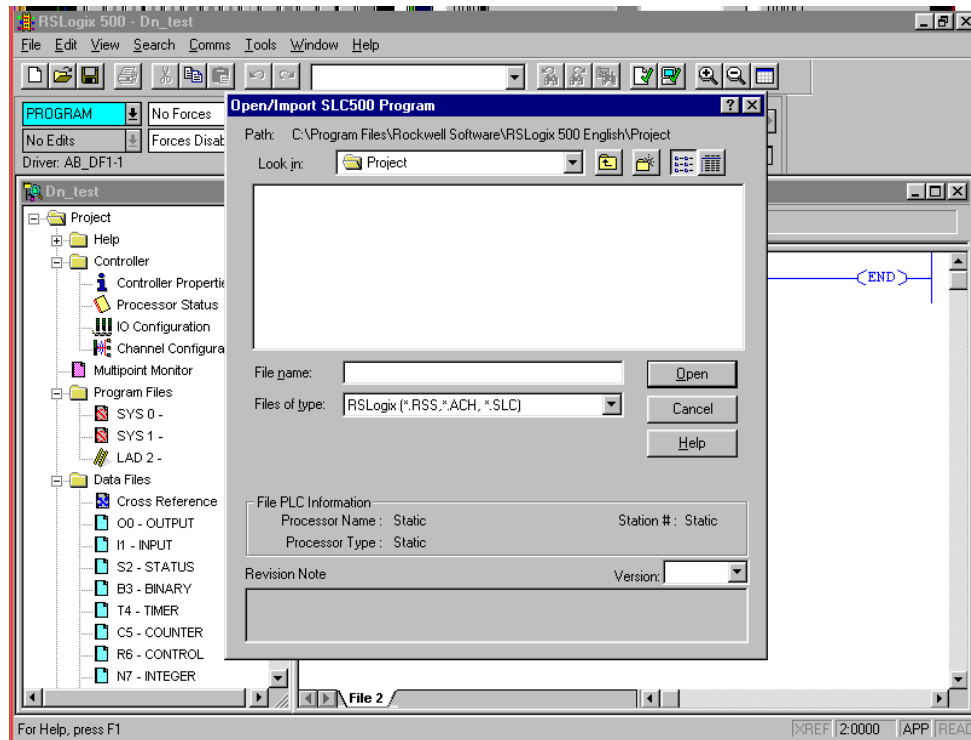 RSLogix 500 - Dn_test
File Edit View Search Comms Tools Window Help
PROGRAM
No Forces
No Edits
Forces Disab
Driver: AB_DF1-1
Open/Import SLC500 Program
Path: C:\Program Files\Rockwell Software\RSLogix 500 English\Project
Look in: Project
File name:
Open
Files of type: RSLogix (*.RSS,*.ACH, *.SLC)
Cancel
Help
File PLC Information
Processor Name : Static
Station # : Static
Processor Type : Static
Revision Note
Version:
Dn_test
Project
Help
Controller
Controller Propertie
Processor Status
IO Configuration
Channel Configura
Multipoint Monitor
Program Files
SYS 0 -
SYS 1 -
LAD 2 -
Data Files
Cross Reference
O0 - OUTPUT
I1 - INPUT
S2 - STATUS
B3 - BINARY
T4 - TIMER
C5 - COUNTER
R6 - CONTROL
N7 - INTEGER
END
File 2
For Help, press F1
XREF 2:0000 APP READ